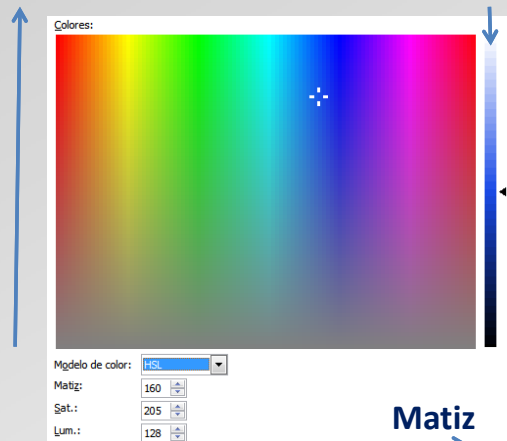 Colores:
Modelo de color: HSL
Matiz: 160
Sat.: 205
Lum.: 128
Matiz